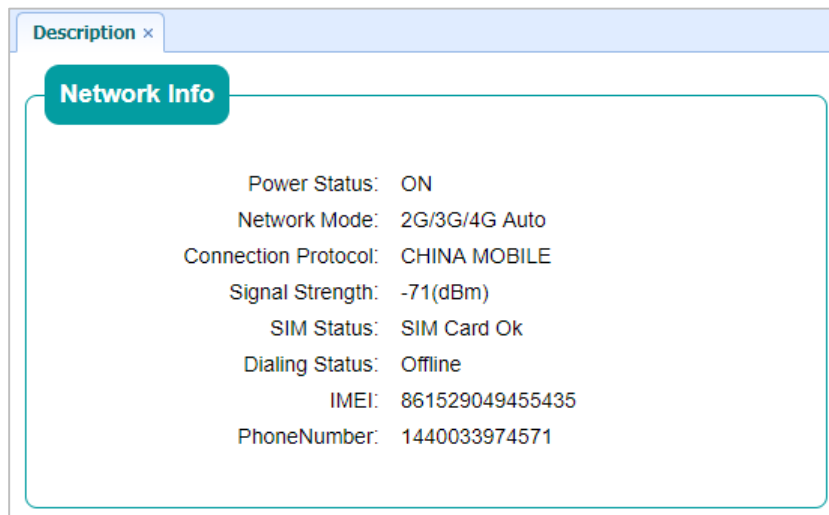 Description ×
Network Info
Power Status: ON
Network Mode: 2G/3G/4G Auto
Connection Protocol: CHINA MOBILE
Signal Strength: -71(dBm)
SIM Status: SIM Card Ok
Dialing Status: Offline
IMEI: 861529049455435
PhoneNumber: 1440033974571